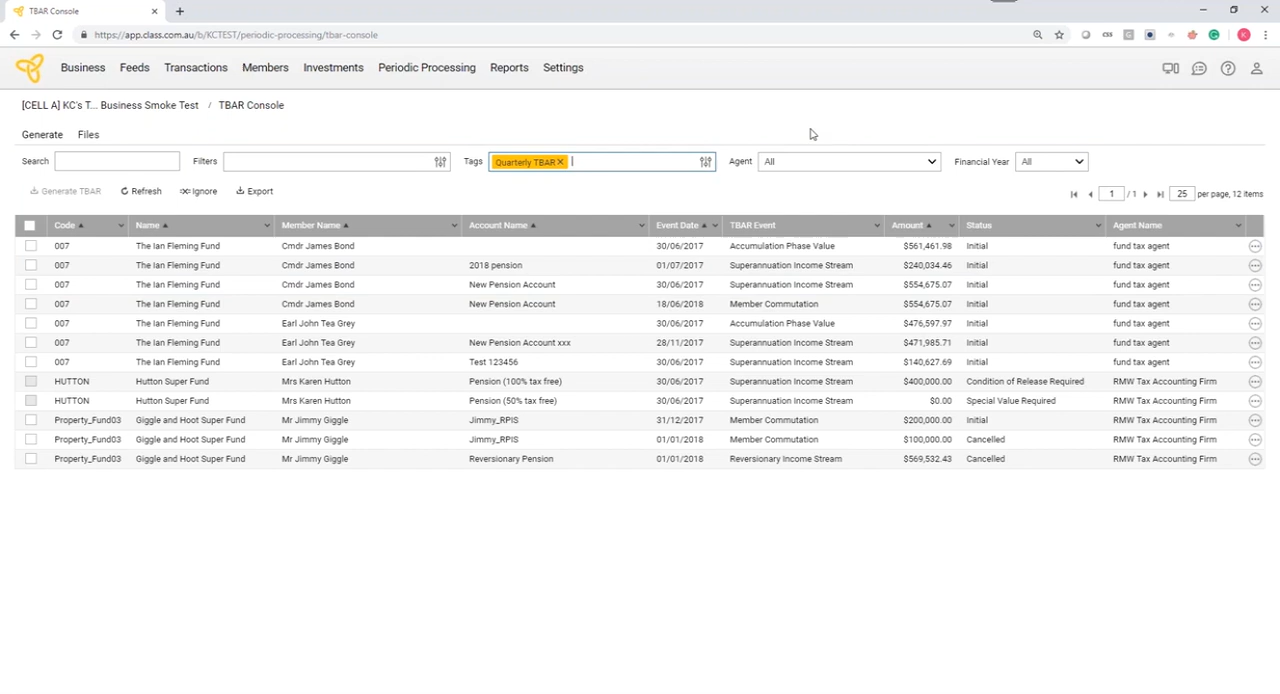 TBAR Console
https://app.class.com.au/b/KCTEST/periodic-processing/tbar-console
CSS
K
Business Feeds Transactions Members Investments Periodic Processing Reports Settings
[CELL A] KC's T... Business Smoke Test / TBAR Console
Generate Files
Search Filters Tags Quarterly TBAR Agent All Financial Year All
Generate TBAR Refresh Ignore Export 1 / 1 25 per page, 12 items
Code Name Member Name Account Name Event Date TBAR Event Amount Status Agent Name
007 The Ian Fleming Fund Cmdr James Bond 30/06/2017 Accumulation Phase Value $561,461.98 Initial fund tax agent
007 The Ian Fleming Fund Cmdr James Bond 2018 pension 01/07/2017 Superannuation Income Stream $240,034.46 Initial fund tax agent
007 The Ian Fleming Fund Cmdr James Bond New Pension Account 30/06/2017 Superannuation Income Stream $554,675.07 Initial fund tax agent
007 The Ian Fleming Fund Cmdr James Bond New Pension Account 18/06/2018 Member Commutation $554,675.07 Initial fund tax agent
007 The Ian Fleming Fund Earl John Tea Grey 30/06/2017 Accumulation Phase Value $476,597.97 Initial fund tax agent
007 The Ian Fleming Fund Earl John Tea Grey New Pension Account xxx 28/11/2017 Superannuation Income Stream $471,985.71 Initial fund tax agent
007 The Ian Fleming Fund Earl John Tea Grey Test 123456 30/06/2017 Superannuation Income Stream $140,627.69 Initial fund tax agent
HUTTON Hutton Super Fund Mrs Karen Hutton Pension (100% tax free) 30/06/2017 Superannuation Income Stream $400,000.00 Condition of Release Required RMW Tax Accounting Firm
HUTTON Hutton Super Fund Mrs Karen Hutton Pension (50% tax free) 30/06/2017 Superannuation Income Stream $0.00 Special Value Required RMW Tax Accounting Firm
Property_Fund03 Giggle and Hoot Super Fund Mr Jimmy Giggle Jimmy_RPIS 31/12/2017 Member Commutation $200,000.00 Initial RMW Tax Accounting Firm
Property_Fund03 Giggle and Hoot Super Fund Mr Jimmy Giggle Jimmy_RPIS 01/01/2018 Member Commutation $100,000.00 Cancelled RMW Tax Accounting Firm
Property_Fund03 Giggle and Hoot Super Fund Mr Jimmy Giggle Reversionary Pension 01/01/2018 Reversionary Income Stream $569,532.43 Cancelled RMW Tax Accounting Firm